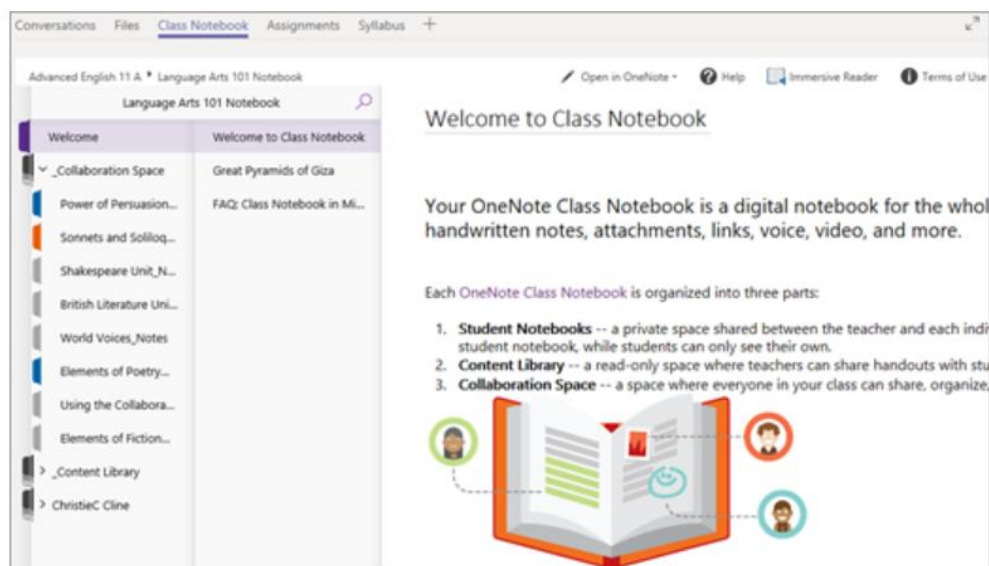 Conversations Files Class Notebook Assignments Syllabus +
Advanced English 11 A Language Arts 101 Notebook
Open in OneNote Help Immersive Reader Terms of Use
Language Arts 101 Notebook
Welcome
_Collaboration Space
Power of Persuasion...
Sonnets and Soliloq...
Shakespeare Unit_N...
British Literature Uni...
World Voices_Notes
Elements of Poetry...
Using the Collabora...
Elements of Fiction...
_Content Library
ChristieC Cline
Welcome to Class Notebook
Great Pyramids of Giza
FAQ: Class Notebook in Mi...
Welcome to Class Notebook
Your OneNote Class Notebook is a digital notebook for the whol
handwritten notes, attachments, links, voice, video, and more.
Each OneNote Class Notebook is organized into three parts:
1. Student Notebooks -- a private space shared between the teacher and each indi
student notebook, while students can only see their own.
2. Content Library -- a read-only space where teachers can share handouts with stu
3. Collaboration Space -- a space where everyone in your class can share, organize,